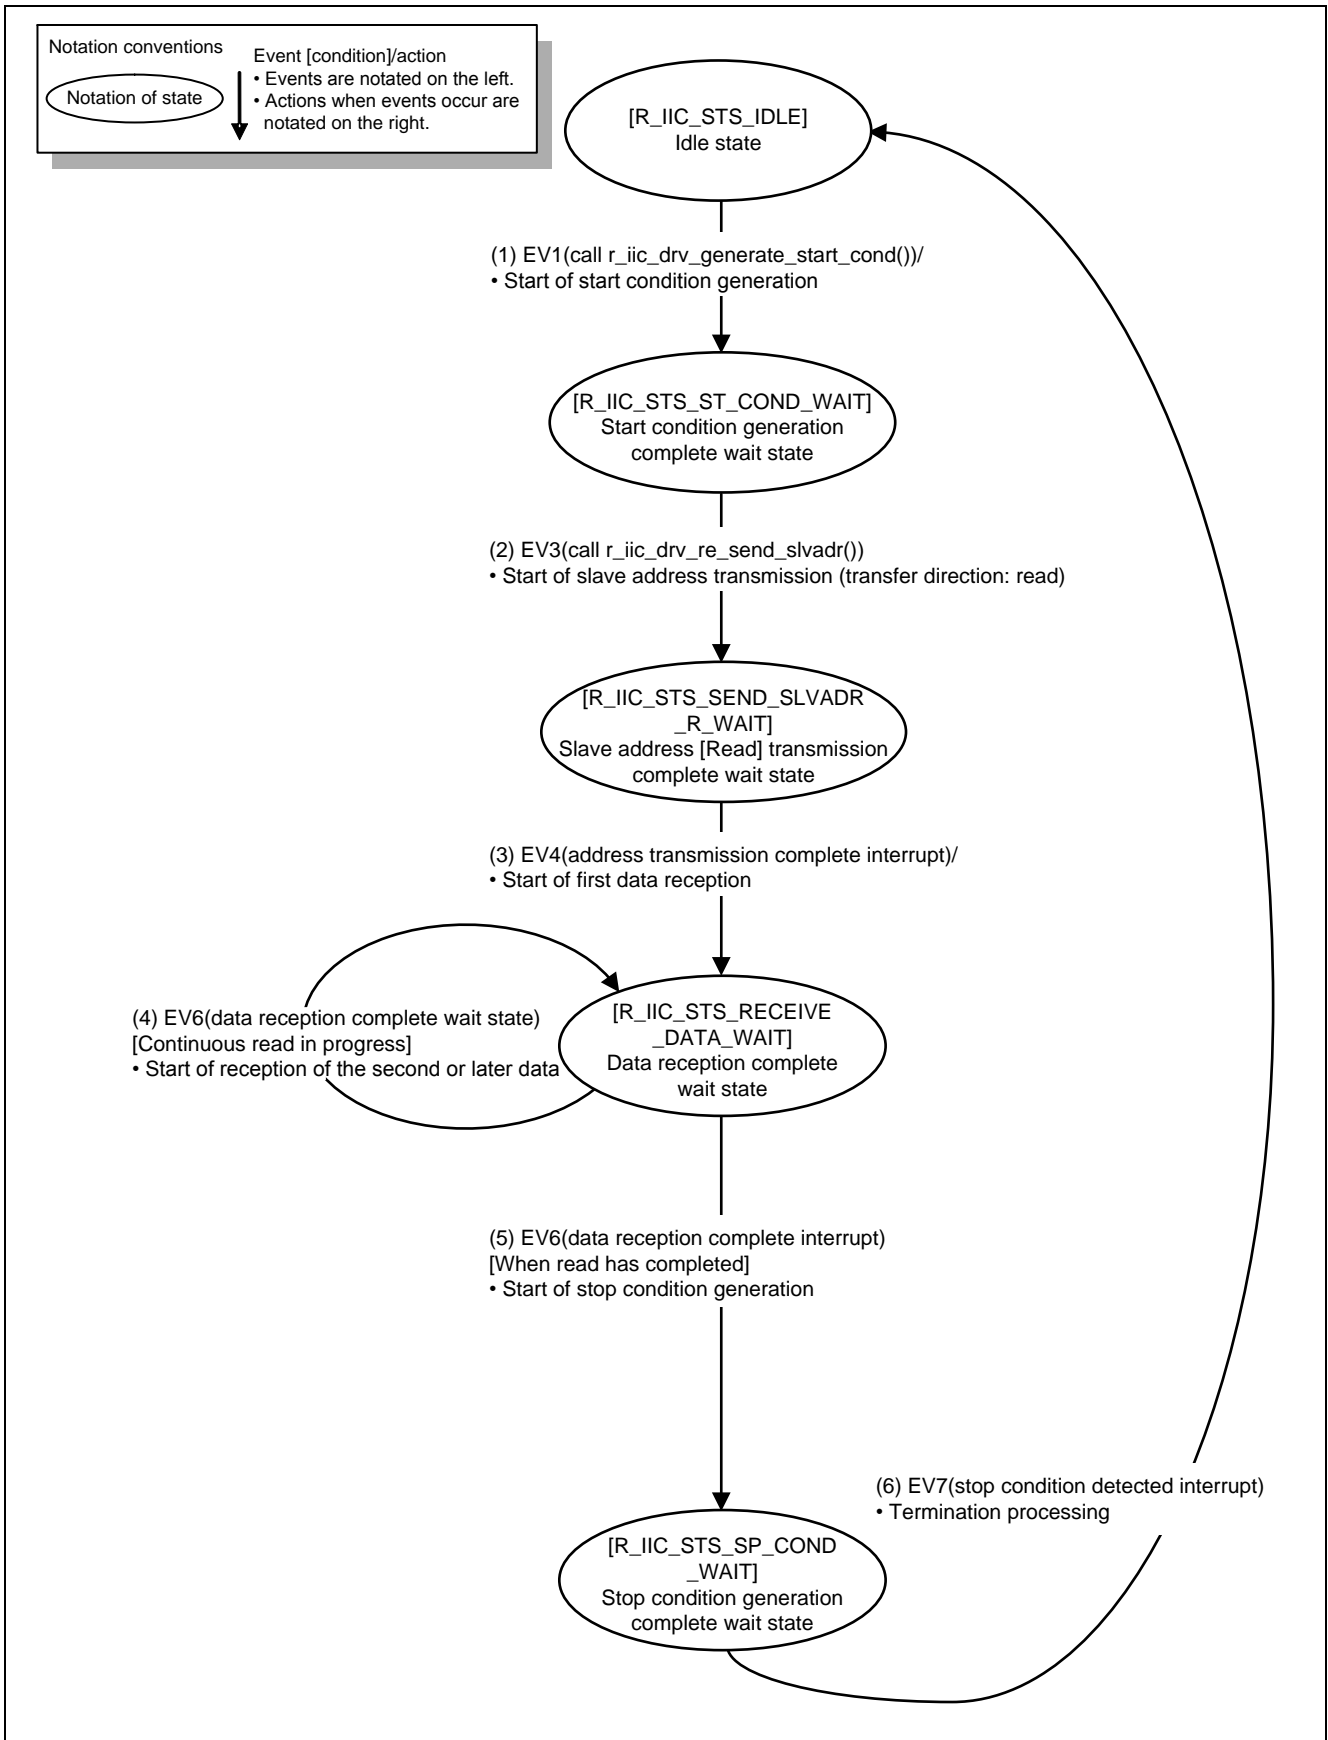 Notation conventions
Notation of state
Event [condition]/action
• Events are notated on the left.
• Actions when events occur are
notated on the right.
[R_IIC_STS_IDLE]
Idle state
(1) EV1(call r_iic_drv_generate_start_cond())/
• Start of start condition generation
[R_IIC_STS_ST_COND_WAIT]
Start condition generation
complete wait state
(2) EV3(call r_iic_drv_re_send_slvadr())
• Start of slave address transmission (transfer direction: read)
[R_IIC_STS_SEND_SLVADR
_R_WAIT]
Slave address [Read] transmission
complete wait state
(3) EV4(address transmission complete interrupt)/
• Start of first data reception
(4) EV6(data reception complete wait state)
[Continuous read in progress]
• Start of reception of the second or later data
[R_IIC_STS_RECEIVE
_DATA_WAIT]
Data reception complete
wait state
(5) EV6(data reception complete interrupt)
[When read has completed]
• Start of stop condition generation
(6) EV7(stop condition detected interrupt)
• Termination processing
[R_IIC_STS_SP_COND
_WAIT]
Stop condition generation
complete wait state